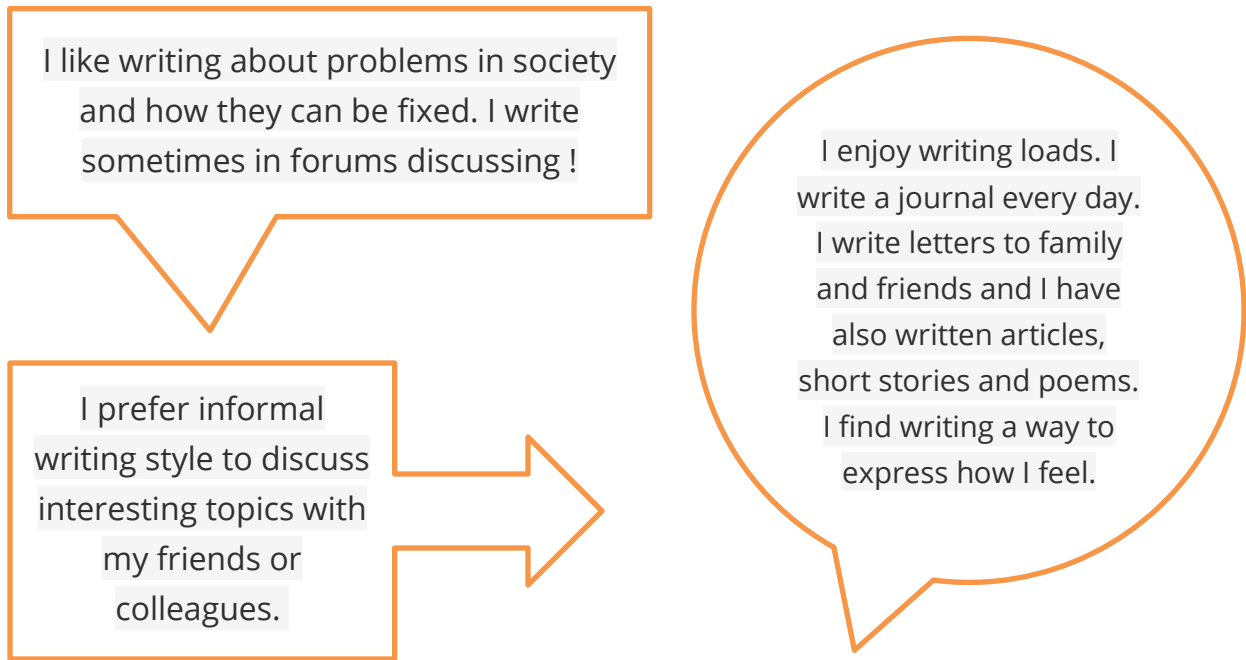 I like writing about problems in society
and how they can be fixed. I write
sometimes in forums discussing !
I prefer informal
writing style to discuss
interesting topics with
my friends or
colleagues.
I enjoy writing loads. I
write a journal every day.
I write letters to family
and friends and I have
also written articles,
short stories and poems.
I find writing a way to
express how I feel.